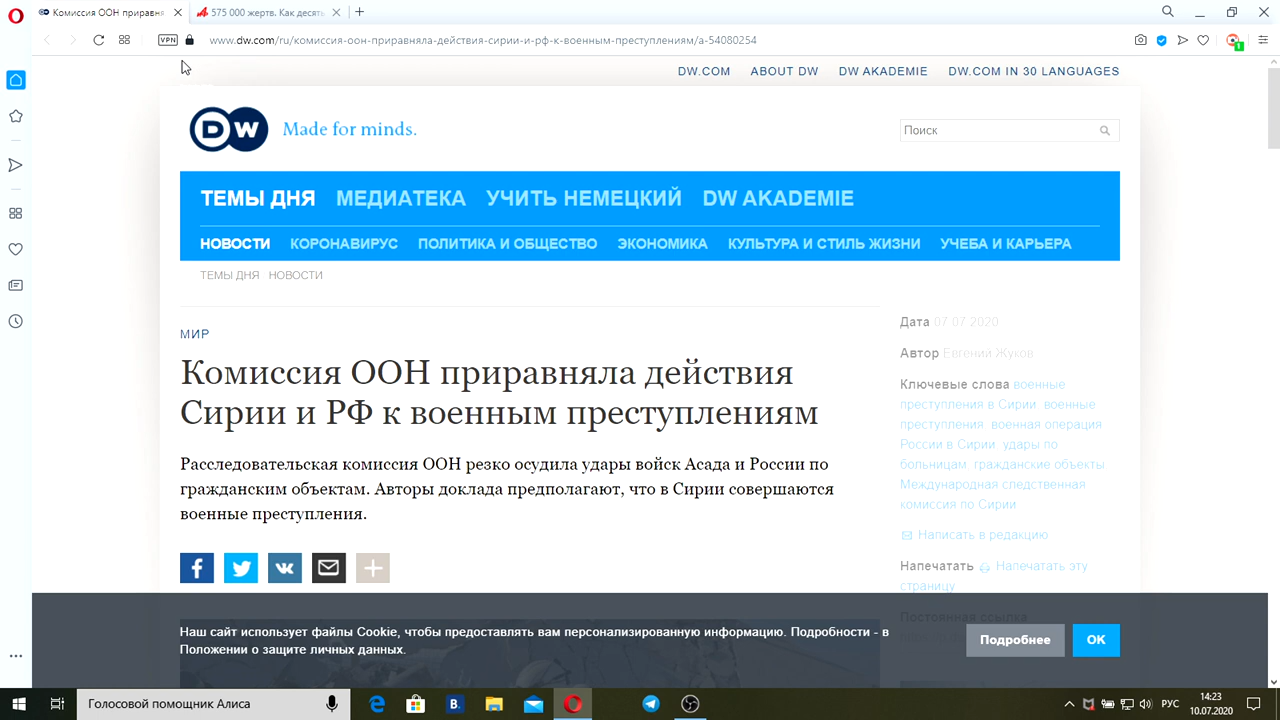 Комиссия ООН приравня
575 000 жертв. Как десять
VPN
www.dw.com/ru/комиссия-оон-приравняла-действия-сирии-и-рф-к-военным-преступлениям/a-54080254
1
DW.COM ABOUT DW DW AKADEMIE DW.COM IN 30 LANGUAGES
DW Made for minds.
Поиск
ТЕМЫ ДНЯ МЕДИАТЕКА УЧИТЬ НЕМЕЦКИЙ DW AKADEMIE
НОВОСТИ КОРОНАВИРУС ПОЛИТИКА И ОБЩЕСТВО ЭКОНОМИКА КУЛЬТУРА И СТИЛЬ ЖИЗНИ УЧЕБА И КАРЬЕРА
ТЕМЫ ДНЯ НОВОСТИ
МИР
Комиссия ООН приравняла действия
Сирии и РФ к военным преступлениям
Расследовательская комиссия ООН резко осудила удары войск Асада и России по
гражданским объектам. Авторы доклада предполагают, что в Сирии совершаются
военные преступления.
Дата 07.07.2020
Автор Евгений Жуков
Ключевые слова военные
преступления в Сирии, военные
преступления, военная операция
России в Сирии, удары по
больницам, гражданские объекты,
Международная следственная
комиссия по Сирии
Написать в редакцию
Напечатать Напечатать эту
страницу
Постоянная ссылка
Наш сайт использует файлы Cookie, чтобы предоставлять вам персонализированную информацию. Подробности - в
Положении о защите личных данных.
Подробнее
OK
Голосовой помощник Алиса
B.
РУС
14:23
10.07.2020